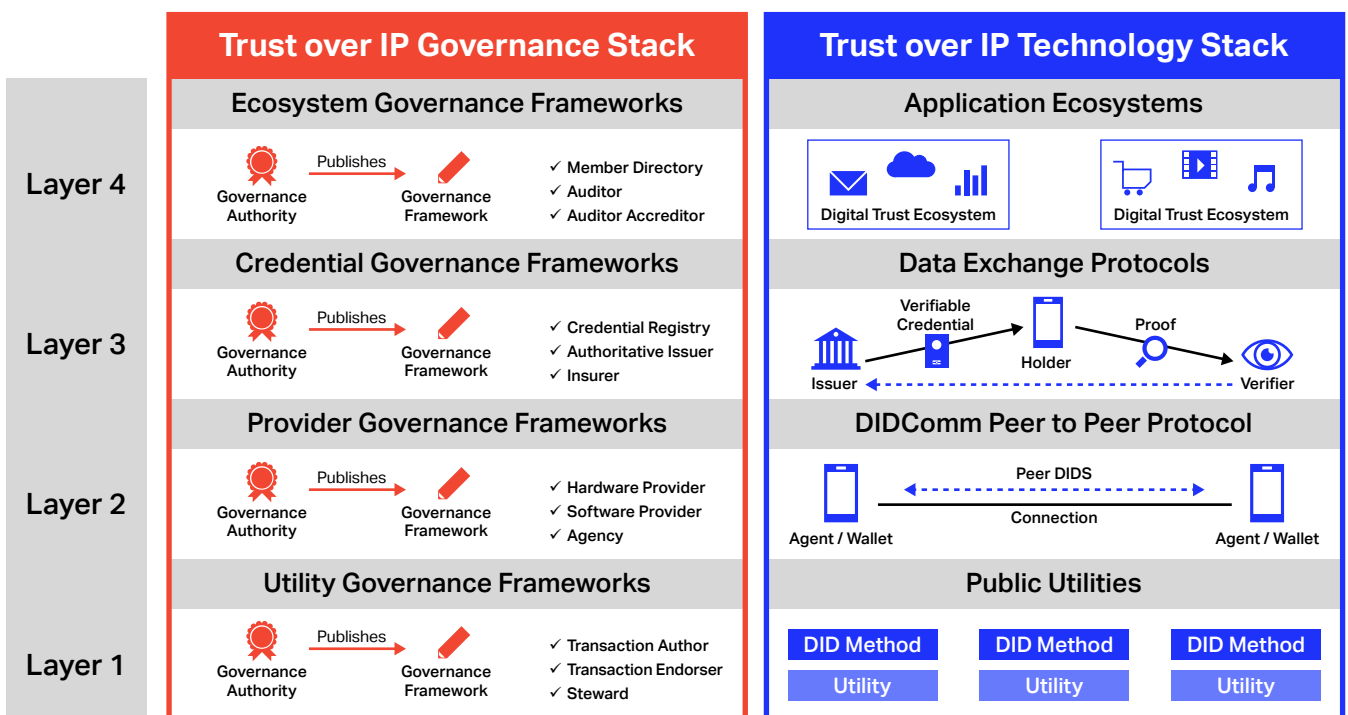 Trust over IP Governance Stack
Trust over IP Technology Stack
Layer 4
Ecosystem Governance Frameworks
Governance
Authority
Publishes
Governance
Framework
✓ Member Directory
✓ Auditor
✓ Auditor Accreditor
Application Ecosystems
Digital Trust Ecosystem
Digital Trust Ecosystem
Layer 3
Credential Governance Frameworks
Governance
Authority
Publishes
Governance
Framework
✓ Credential Registry
✓ Authoritative Issuer
✓ Insurer
Data Exchange Protocols
Issuer
Verifiable
Credential
Holder
Proof
Verifier
Layer 2
Provider Governance Frameworks
Governance
Authority
Publishes
Governance
Framework
✓ Hardware Provider
✓ Software Provider
✓ Agency
DIDComm Peer to Peer Protocol
Agent / Wallet
Peer DIDS
Connection
Agent / Wallet
Layer 1
Utility Governance Frameworks
Governance
Authority
Publishes
Governance
Framework
✓ Transaction Author
✓ Transaction Endorser
✓ Steward
Public Utilities
DID Method
DID Method
DID Method
Utility
Utility
Utility